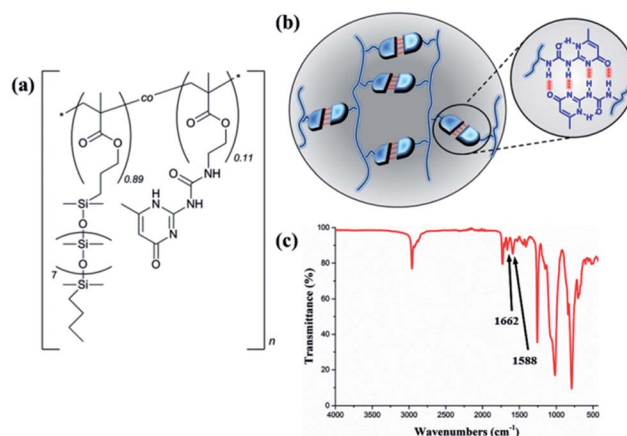 (a)
*
co
*
O
O
0.89
O
O
0.11
Si
O
Si
O
Si
7
NH
O
NH
H
N
N
O
n
(b)
H
N
O
N
N
N
N
O
H
H
H
H
O
N
N
N
N
N
H
O
(c)
Transmittance (%)
100
80
60
40
20
0
1662
1588
4000
3500
3000
2500
2000
1500
1000
500
Wavenumbers (cm⁻¹)